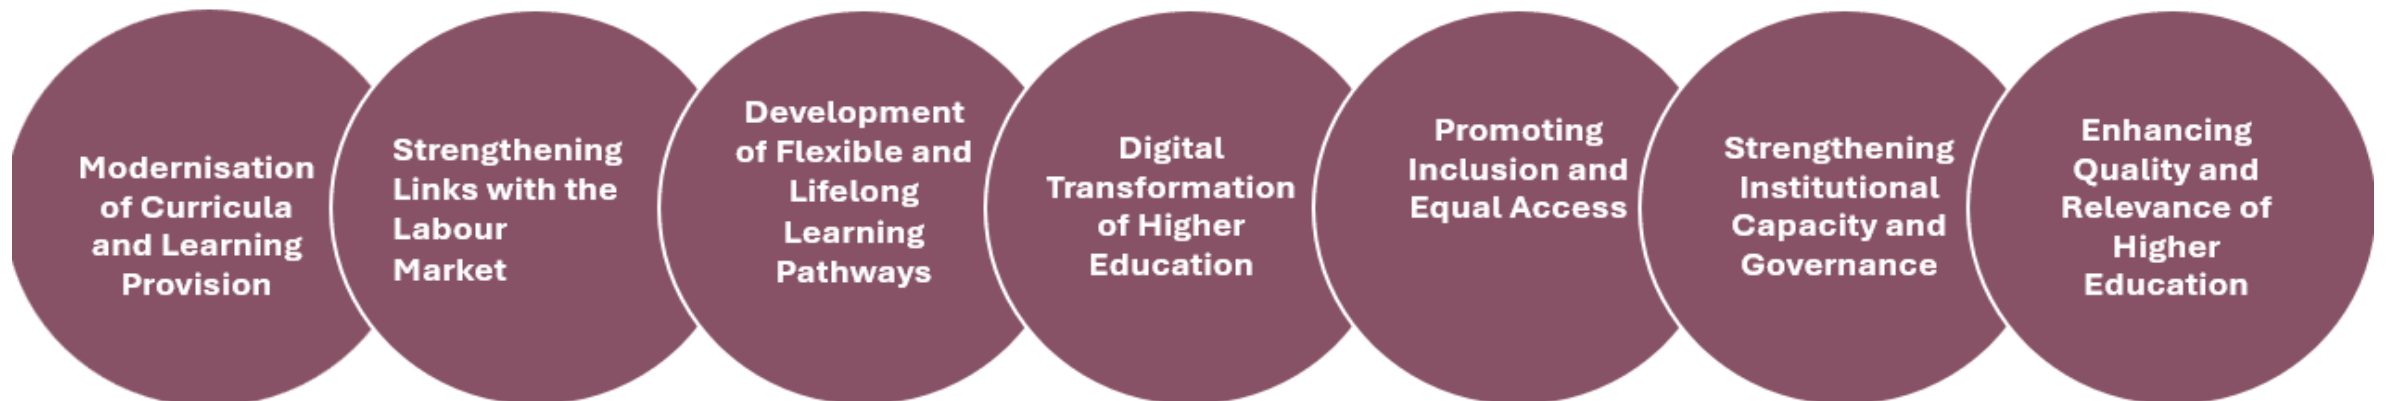 Modernisation
of Curricula
and Learning
Provision
Strengthening
Links with the
Labour
Market
Development
of Flexible and
Lifelong
Learning
Pathways
Digital
Transformation
of Higher
Education
Promoting
Inclusion and
Equal Access
Strengthening
Institutional
Capacity and
Governance
Enhancing
Quality and
Relevance of
Higher
Education